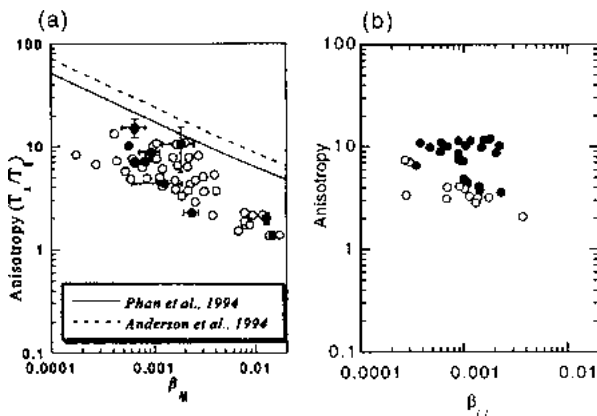 (a)
(b)
100
10
1
0.1
Anisotropy (T⊥/T∥)
0.0001
0.001
0.01
β∥
Phan et al., 1994
Anderson et al., 1994
100
10
1
0.1
Anisotropy
0.0001
0.001
0.01
β